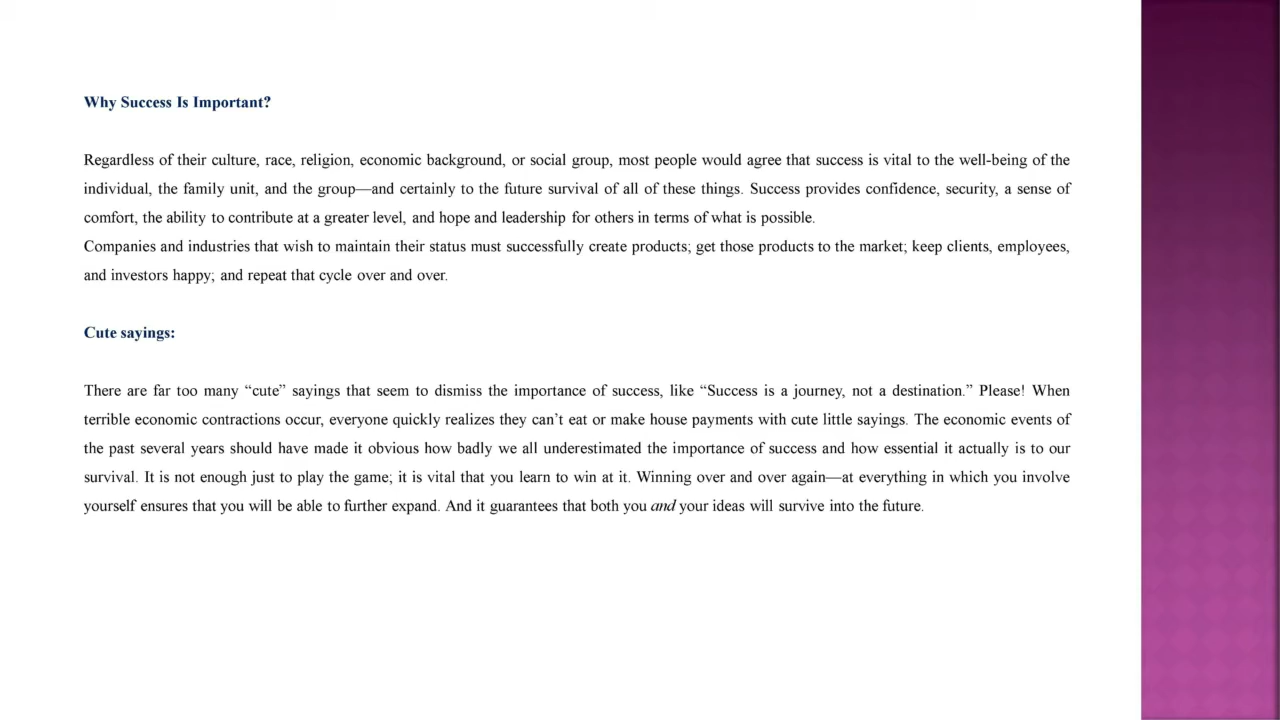 Why Success Is Important?
Regardless of their culture, race, religion, economic background, or social group, most people would agree that success is vital to the well-being of the
individual, the family unit, and the group—and certainly to the future survival of all of these things. Success provides confidence, security, a sense of
comfort, the ability to contribute at a greater level, and hope and leadership for others in terms of what is possible.
Companies and industries that wish to maintain their status must successfully create products; get those products to the market; keep clients, employees,
and investors happy; and repeat that cycle over and over.
Cute sayings:
There are far too many “cute” sayings that seem to dismiss the importance of success, like “Success is a journey, not a destination.” Please! When
terrible economic contractions occur, everyone quickly realizes they can’t eat or make house payments with cute little sayings. The economic events of
the past several years should have made it obvious how badly we all underestimated the importance of success and how essential it actually is to our
survival. It is not enough just to play the game; it is vital that you learn to win at it. Winning over and over again—at everything in which you involve
yourself ensures that you will be able to further expand. And it guarantees that both you and your ideas will survive into the future.